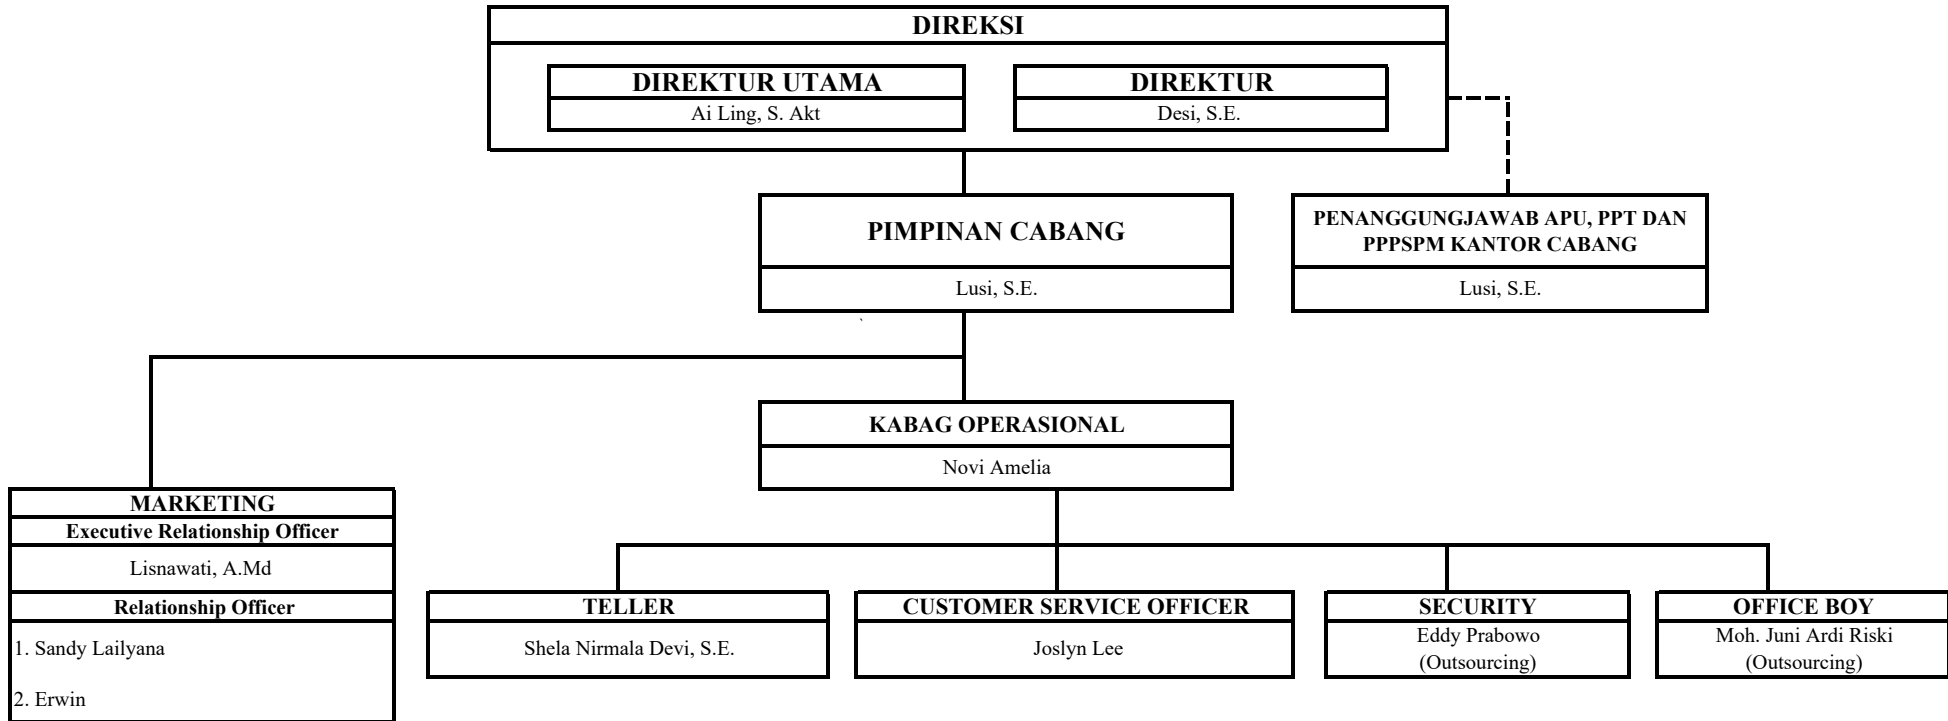 DIREKSI
DIREKTUR UTAMA
Ai Ling, S. Akt
DIREKTUR
Desi, S.E.
PIMPINAN CABANG
Lusi, S.E.
PENANGGUNGJAWAB APU, PPT DAN
PPPSPM KANTOR CABANG
Lusi, S.E.
KABAG OPERASIONAL
Novi Amelia
MARKETING
Executive Relationship Officer
Lisnawati, A.Md
Relationship Officer
1. Sandy Lailyana
2. Erwin
TELLER
Shela Nirmala Devi, S.E.
CUSTOMER SERVICE OFFICER
Joslyn Lee
SECURITY
Eddy Prabowo
(Outsourcing)
OFFICE BOY
Moh. Juni Ardi Riski
(Outsourcing)